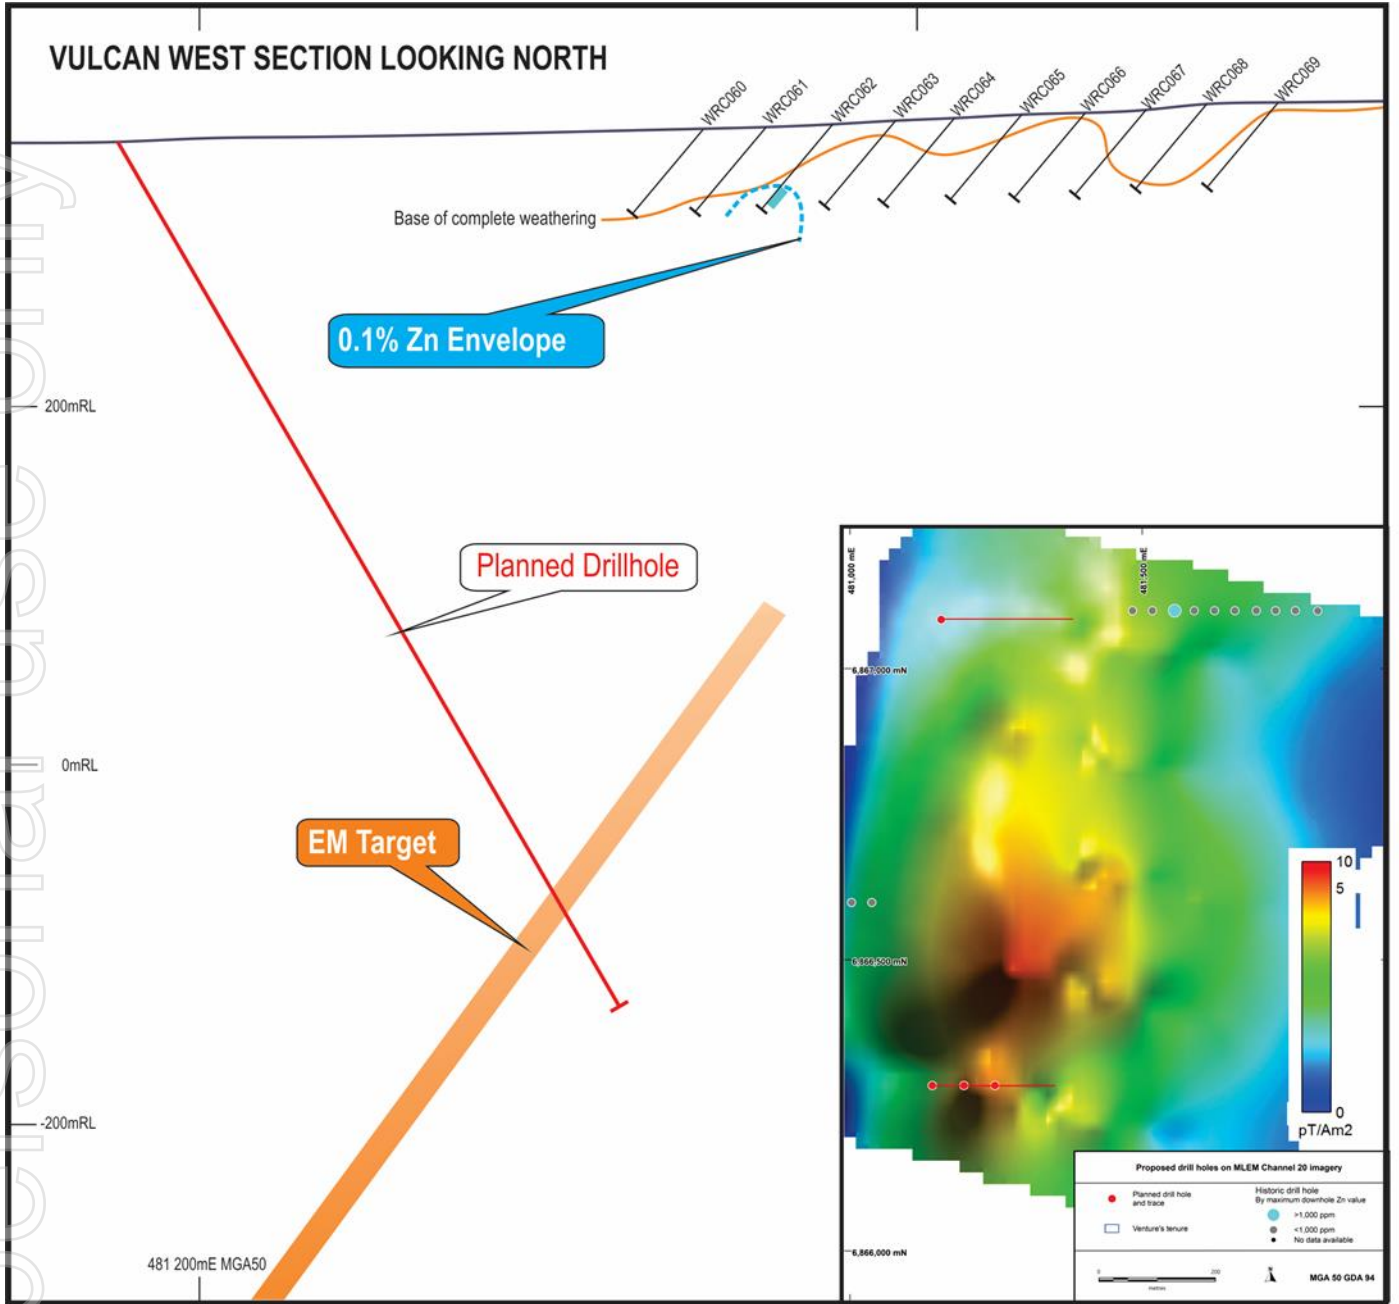 VULCAN WEST SECTION LOOKING NORTH
WRC060
WRC061
WRC062
WRC063
WRC064
WRC065
WRC066
WRC067
WRC068
WRC069
Base of complete weathering
0.1% Zn Envelope
200mRL
Planned Drillhole
0mRL
EM Target
-200mRL
481 200mE MGA50
481,000 mE
481,500 mE
6,867,000 mN
6,866,500 mN
6,866,000 mN
10
5
0
pT/Am2
Proposed drill holes on MLEM Channel 20 imagery
Planned drill hole
and trace
Venture's tenure
Historic drill hole
By maximum downhole Zn value
>1,000 ppm
<1,000 ppm
No data available
0
200
metres
N
MGA 50 GDA 94